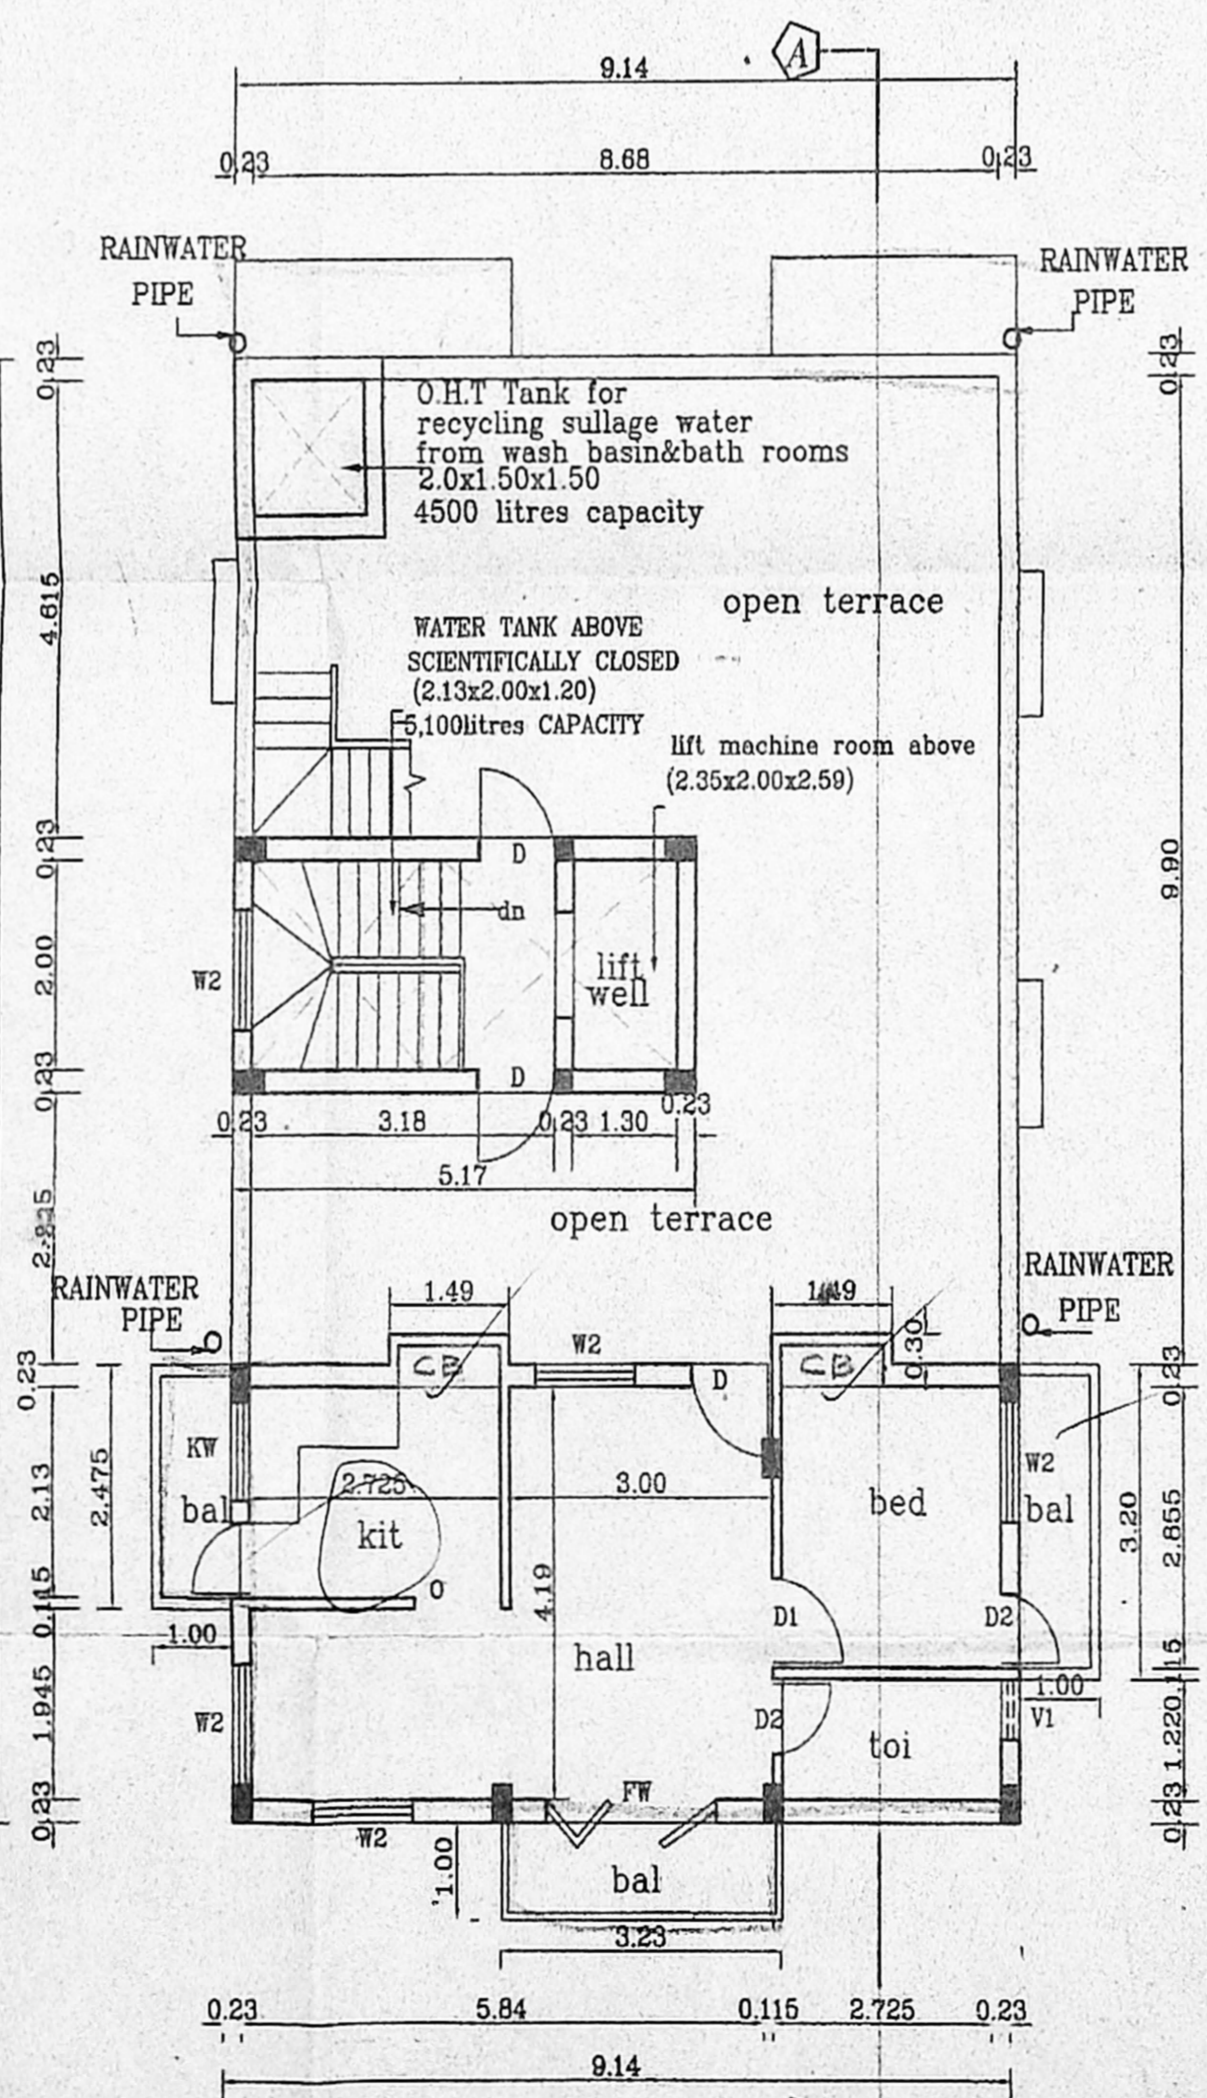 A
9.14
0.23 8.68 0.23
RAINWATER
PIPE
RAINWATER
PIPE
0.23
0.23
O.H.T Tank for
recycling sullage water
from wash basin&bath rooms
2.0x1.50x1.50
4500 litres capacity
4.615
open terrace
WATER TANK ABOVE
SCIENTIFICALLY CLOSED
(2.13x2.00x1.20)
5,100litres CAPACITY
lift machine room above
(2.35x2.00x2.59)
0.23
D
9.90
dn
W2
2.00
lift
well
0.23
D
0.23 3.18 0.23 1.30 0.23
5.17
open terrace
RAINWATER
PIPE
RAINWATER
PIPE
1.49
1.49
0.30
W2
0.23
CB
D
CB
0.23
KW
W2
2.475
2.13
2.725
3.00
bal
kit
bed
bal
3.20
2.855
0.115
O
4.19
D1
D2
1.00
hall
.115
1.00
1.945
W2
D2
toi
V1
1.220
0.23
FW
0.23
W2
1.00
bal
3.23
0.23 5.84 0.115 2.725 0.23
9.14